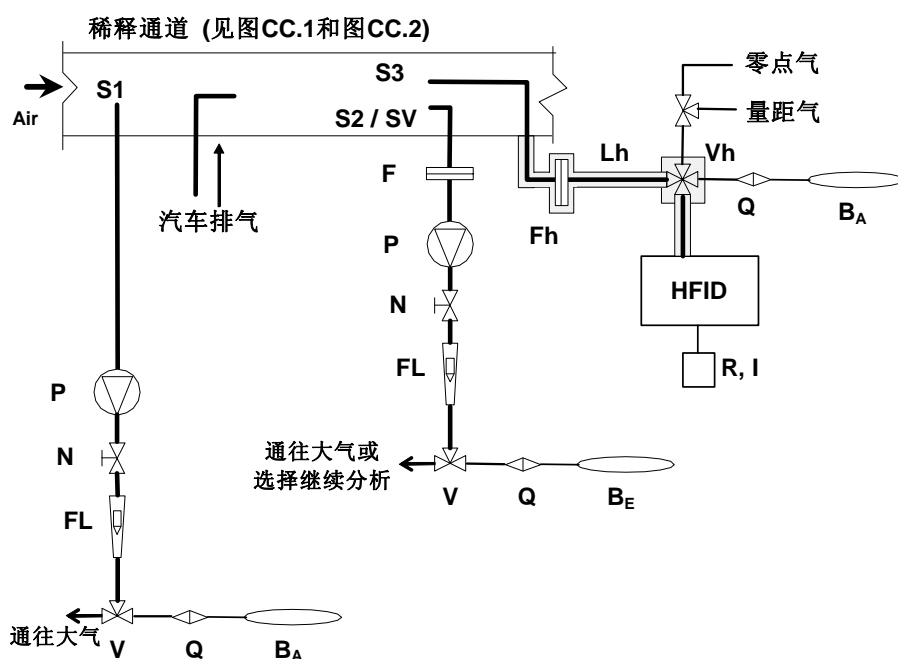 稀释通道 (见图CC.1和图CC.2)
零点气
S3
S1
量距气
Air
S2 / SV
Lh
Vh
F
汽车排气
Q
BA
Fh
P
HFID
N
R, I
FL
P
通往大气或
选择继续分析
N
V
Q
BE
FL
通往大气
V
Q
BA